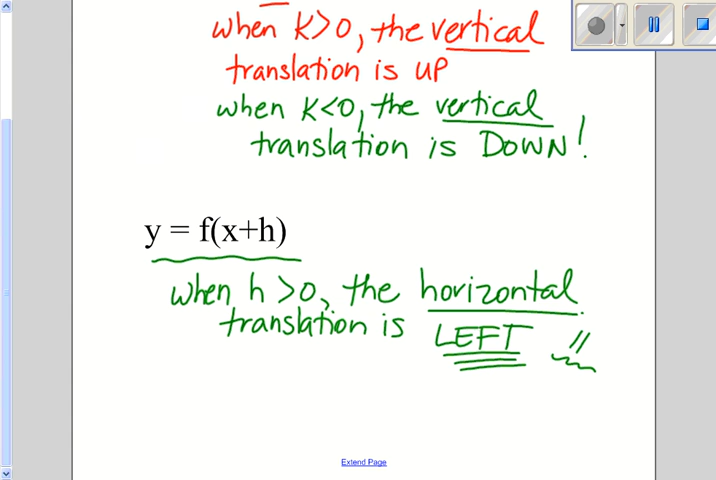 when K>0, the vertical
translation is UP
when K<0, the vertical
translation is DOWN!
y = f(x+h)
when h >0, the horizontal
translation is LEFT
Extend Page